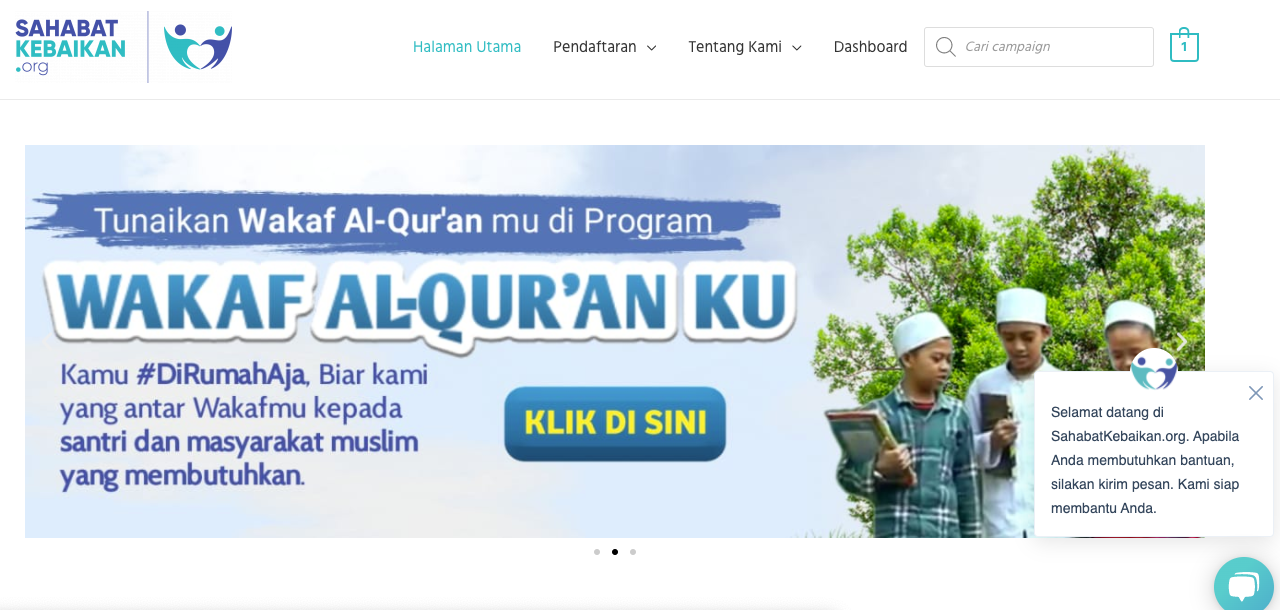 SAHABAT
KEBAIKAN
.org
Halaman Utama
Pendaftaran
Tentang Kami
Dashboard
Cari campaign
1
Tunaikan Wakaf Al-Qur'an mu di Program
WAKAF AL-QUR'AN KU
Kamu #DiRumahAja, Biar kami
yang antar Wakafmu kepada
santri dan masyarakat muslim
yang membutuhkan.
KLIK DI SINI
Selamat datang di
SahabatKebaikan.org. Apabila
Anda membutuhkan bantuan,
silakan kirim pesan. Kami siap
membantu Anda.